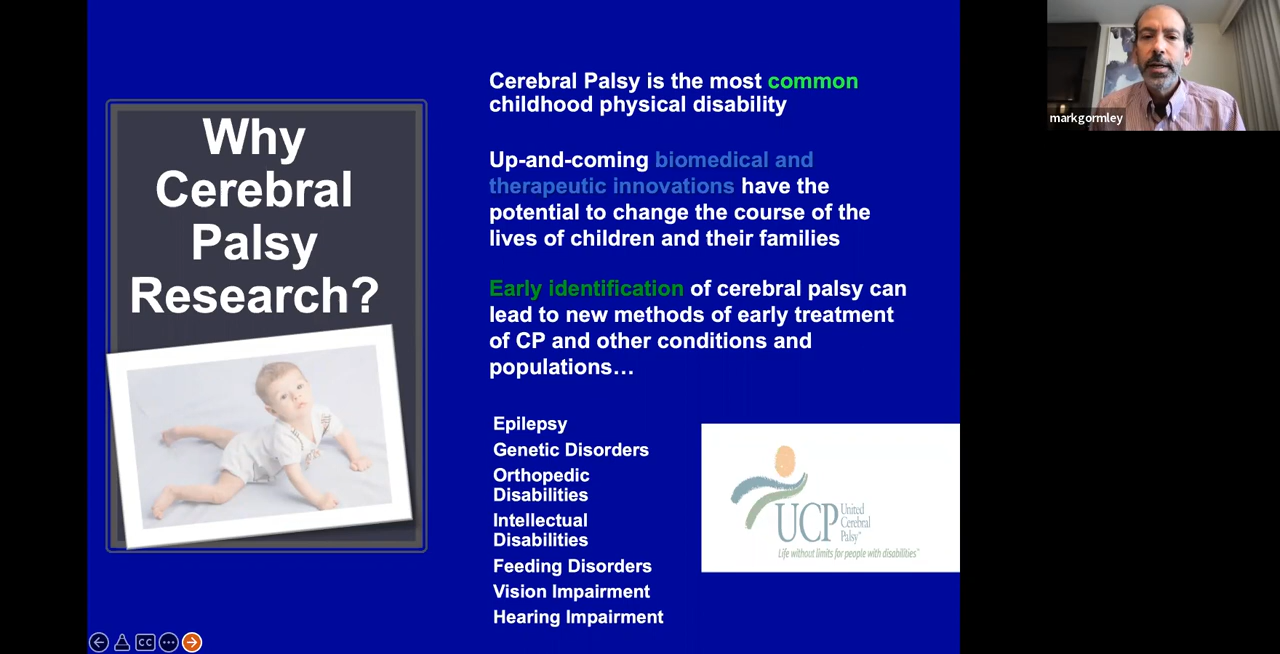 Why
Cerebral
Palsy
Research?
Cerebral Palsy is the most common
childhood physical disability
Up-and-coming biomedical and
therapeutic innovations have the
potential to change the course of the
lives of children and their families
Early identification of cerebral palsy can
lead to new methods of early treatment
of CP and other conditions and
populations…
Epilepsy
Genetic Disorders
Orthopedic
Disabilities
Intellectual
Disabilities
Feeding Disorders
Vision Impairment
Hearing Impairment
UCP
United
Cerebral
Palsy™
Life without limits for people with disabilities™
CC
markgormley